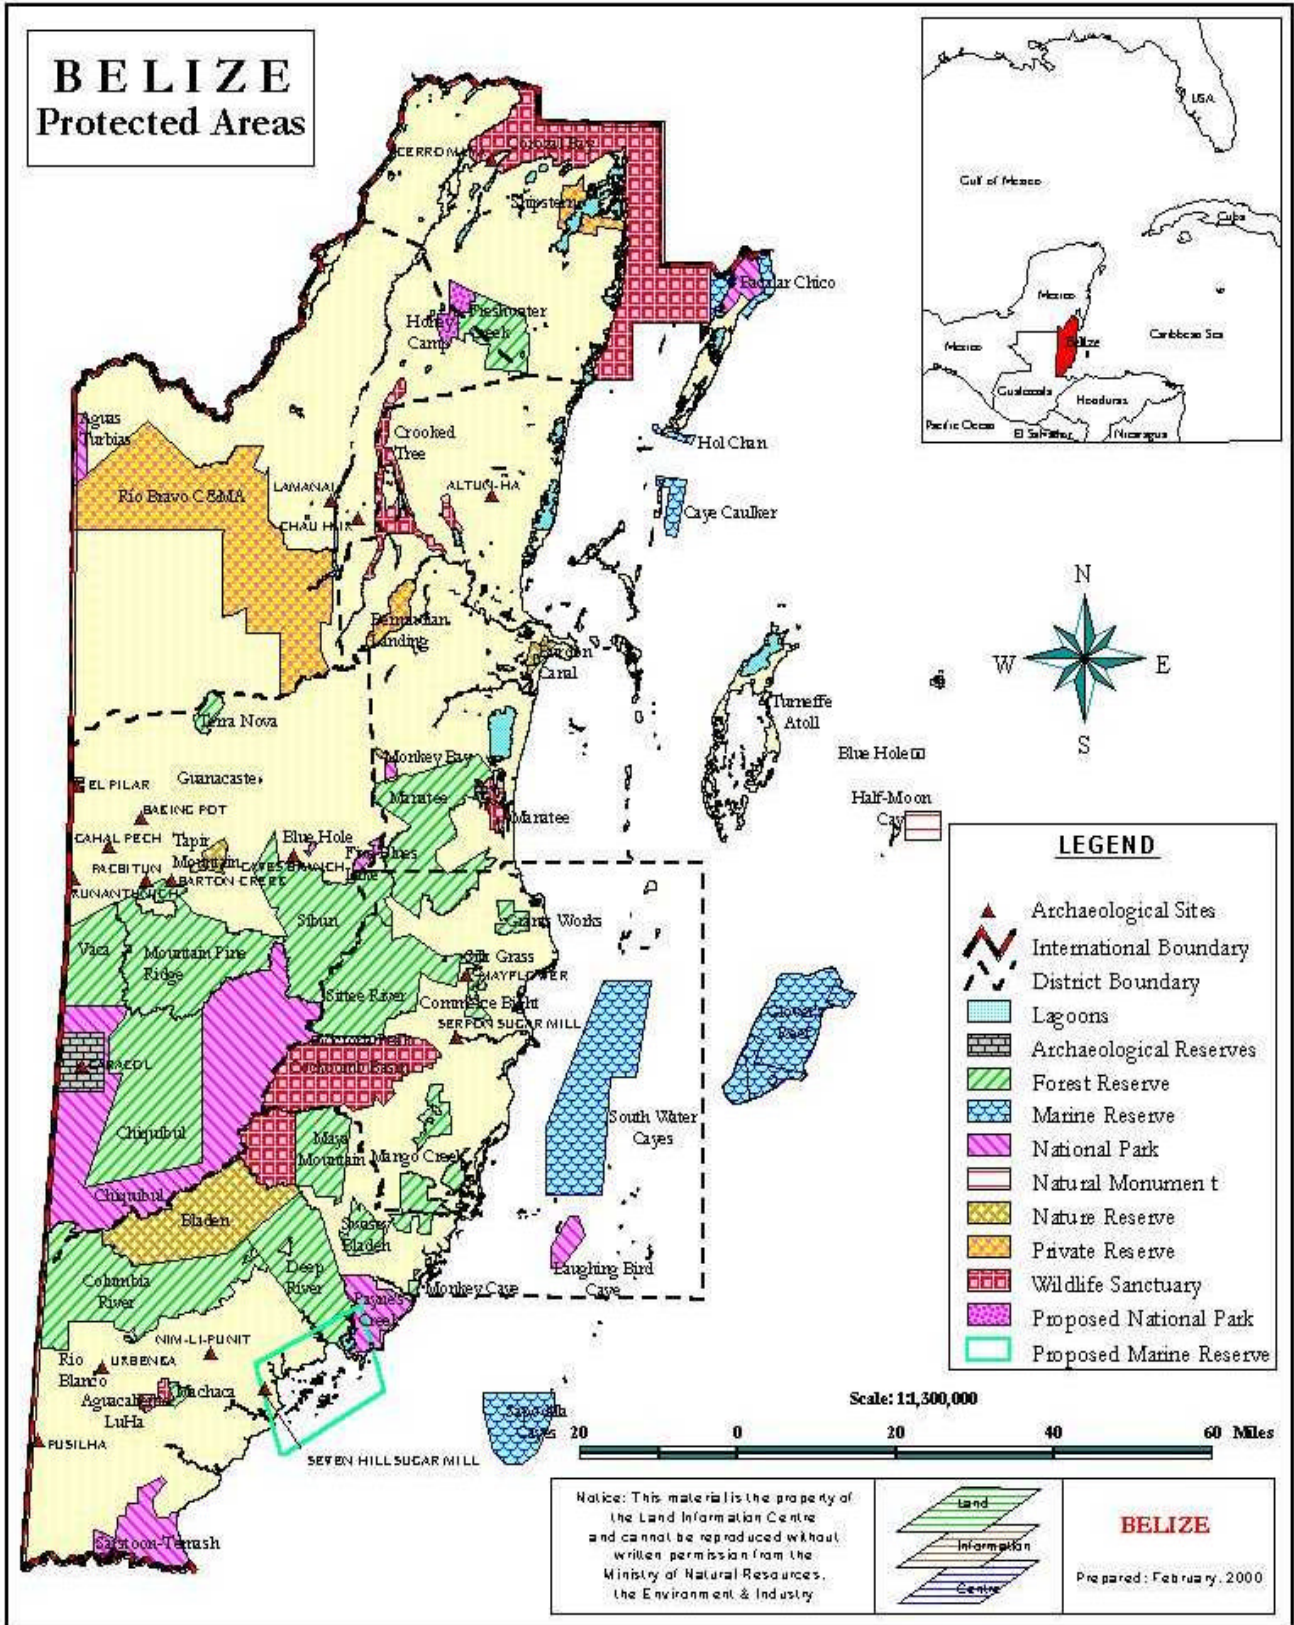 BELIZE
Protected Areas
USA
Gulf of Mexico
Cuba
Mexico
Belize
Caribbean Sea
Mexico
Guatemala
Honduras
Pacific Ocean
El Salvador
Nicaragua
Corozal Bay
Shipstern
Bacalar Chico
Freshwater
Creek
Honey
Camp
Aguas
Turbias
Crooked
Tree
Hol Chan
Rio Bravo C&MA
LAMANAI
ALTUN-HA
Caye Caulker
CHAU HIIX
N
W
E
S
Bermudian
Landing
Burdon
Canal
Turneffe
Atoll
Terra Nova
Blue Hole
Monkey Bay
Guanacaste
EL PILAR
Manatee
Half-Moon
BAKING POT
Manatee
CAHAL PECH
Tapir
Mountain
Blue Hole
Five Blues
Lake
PACBITUN
CAVES BRANCH
BARTON CREEK
XUNANTUNICH
Sibun
Grants Works
Vaca
Mountain Pine
Ridge
Silk Grass
MAYFLOWER
Sittee River
Commerce Bight
SERPON SUGAR MILL
Glover's
Reef
Cockscomb Basin
CARACOL
South Water
Cayes
Chiquibul
Maya
Mountain
Mango Creek
Chiquibul
Bladen
Swasey
Bladen
Deep
River
Columbia
River
Laughing Bird
Caye
Monkey Caye
Payne's
Creek
NIM-LI-PUNIT
Rio
Blanco
URBENKA
Aguacaliente
LuHa
Machaca
Sapodilla
Cayes
PUSILHA
SEVEN HILL SUGAR MILL
Sarstoon-Temash
LEGEND
Archaeological Sites
International Boundary
District Boundary
Lagoons
Archaeological Reserves
Forest Reserve
Marine Reserve
National Park
Natural Monument
Nature Reserve
Private Reserve
Wildlife Sanctuary
Proposed National Park
Proposed Marine Reserve
Scale: 1:1,300,000
20 0 20 40 60 Miles
Notice: This material is the property of
the Land Information Centre
and cannot be reproduced without
written permission from the
Ministry of Natural Resources,
the Environment & Industry
Land
Information
Centre
BELIZE
Prepared: February, 2000